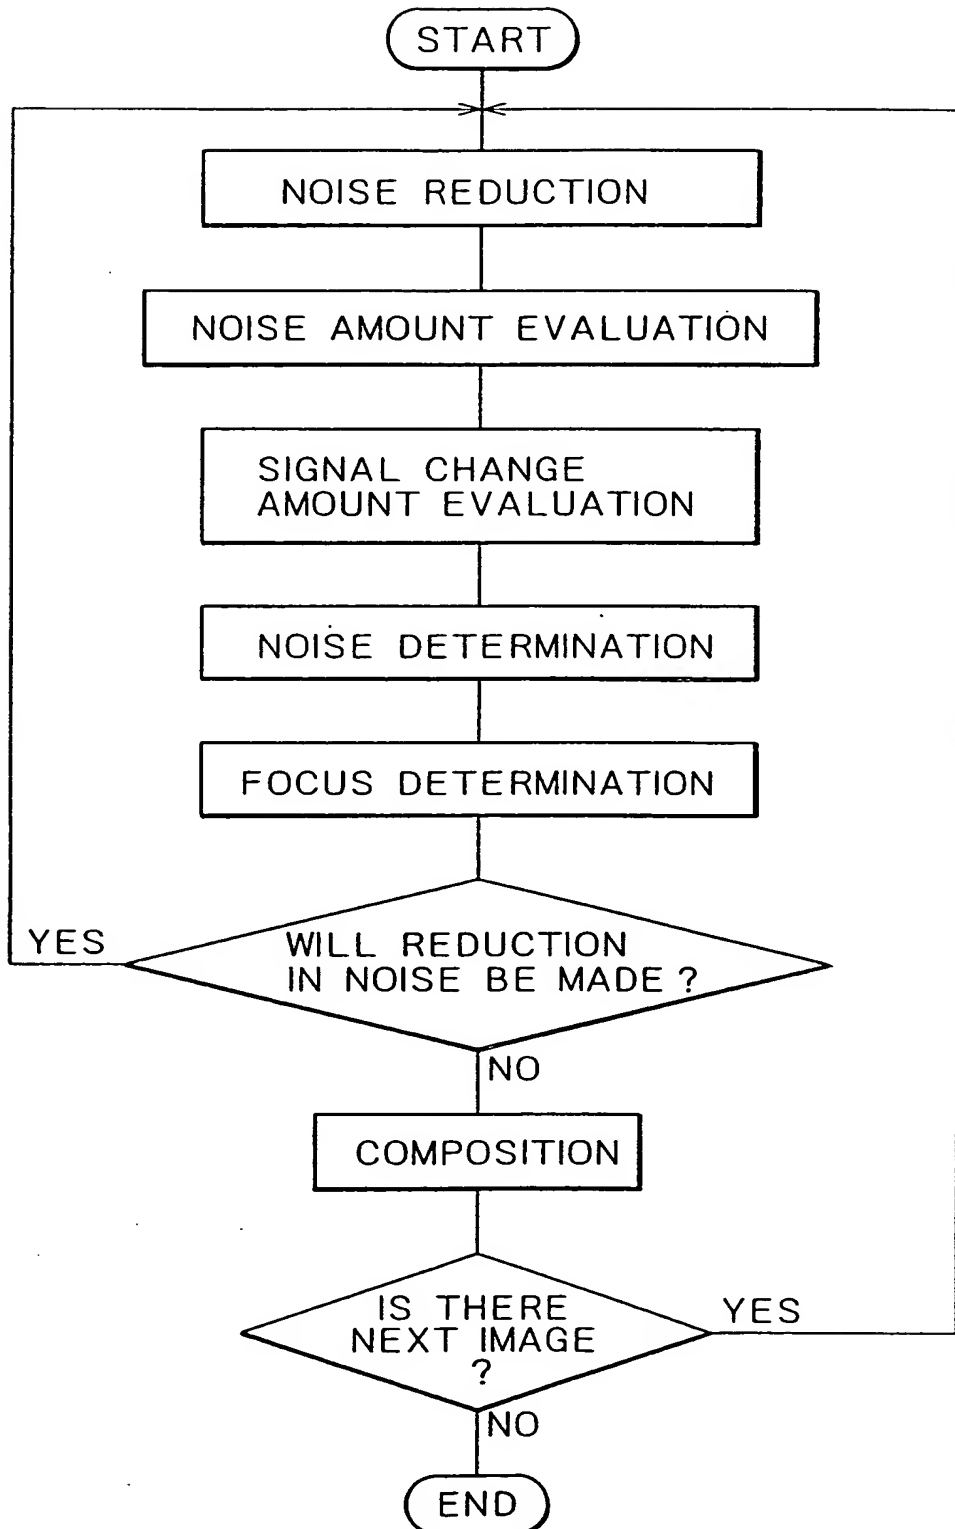 START
NOISE REDUCTION
NOISE AMOUNT EVALUATION
SIGNAL CHANGE
AMOUNT EVALUATION
NOISE DETERMINATION
FOCUS DETERMINATION
YES
WILL REDUCTION
IN NOISE BE MADE ?
NO
COMPOSITION
IS THERE
NEXT IMAGE
?
YES
NO
END